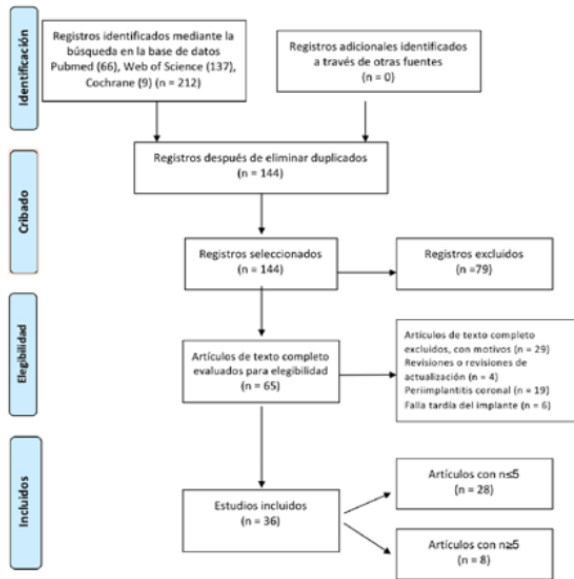 Identificación
Registros identificados mediante la
búsqueda en la base de datos
Pubmed (66), Web of Science (137),
Cochrane (9) (n = 212)
Registros adicionales identificados
a través de otras fuentes
(n = 0)
Cribado
Registros después de eliminar duplicados
(n = 144)
Registros seleccionados
(n = 144)
Registros excluidos
(n =79)
Elegibilidad
Artículos de texto completo
evaluados para elegibilidad
(n = 65)
Artículos de texto completo
excluidos, con motivos (n = 29)
Revisiones o revisiones de
actualización (n = 4)
Periimplantitis coronal (n = 19)
Falla tardía del implante (n = 6)
Incluidos
Estudios incluidos
(n = 36)
Artículos con n≤5
(n = 28)
Artículos con n≥5
(n = 8)